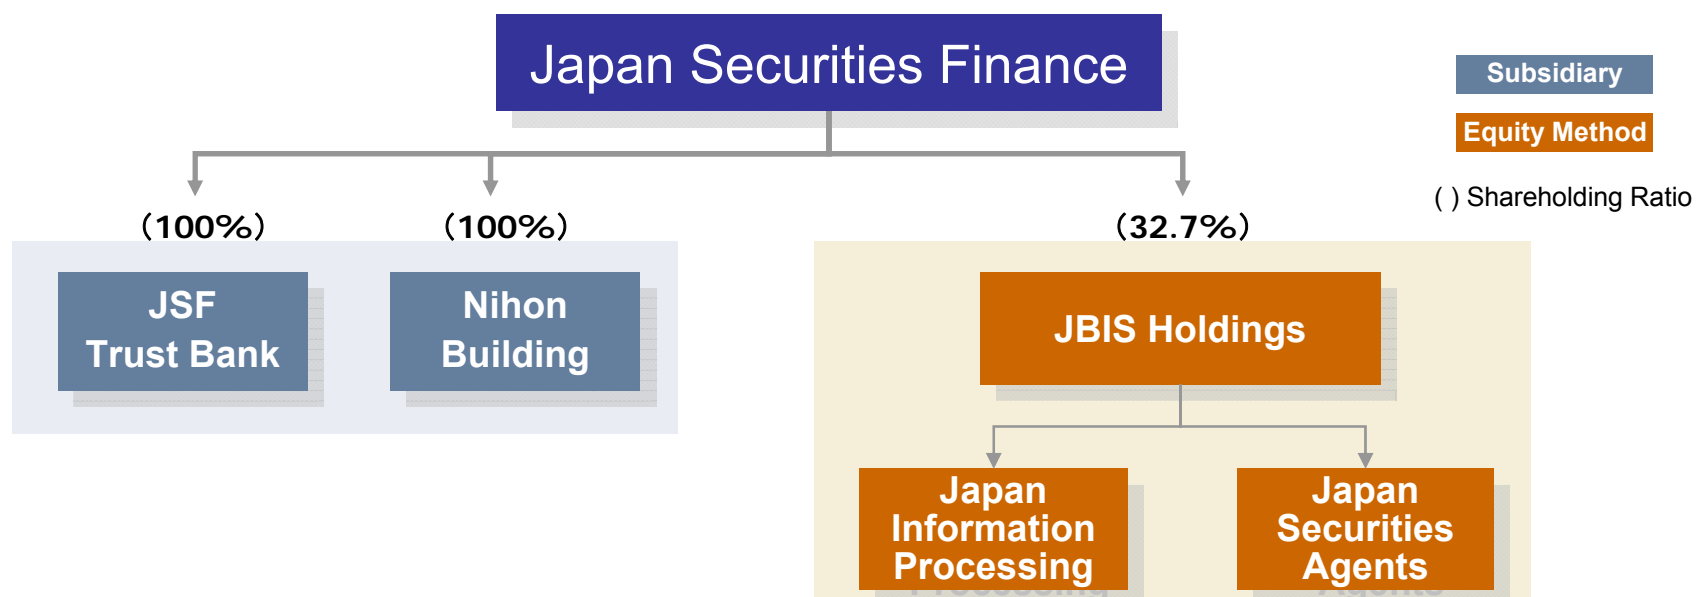 Japan Securities Finance
Subsidiary
Equity Method
( ) Shareholding Ratio
(100%)
(100%)
(32.7%)
JSF
Trust Bank
Nihon
Building
JBIS Holdings
Japan
Information
Processing
Japan
Securities
Agents